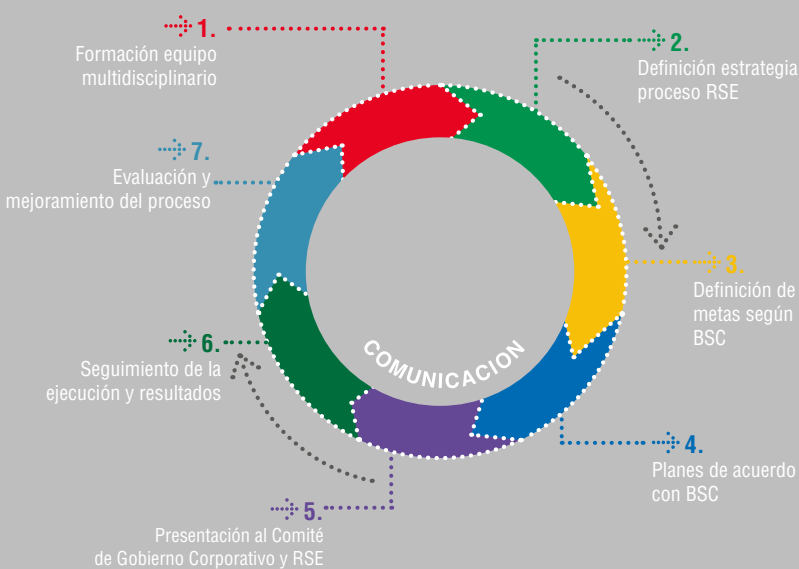 1.
Formación equipo
multidisciplinario
2.
Definición estrategia
proceso RSE
3.
Definición de
metas según
BSC
4.
Planes de acuerdo
con BSC
5.
Presentación al Comité
de Gobierno Corporativo y RSE
6.
Seguimiento de la
ejecución y resultados
7.
Evaluación y
mejoramiento del proceso
COMUNICACION